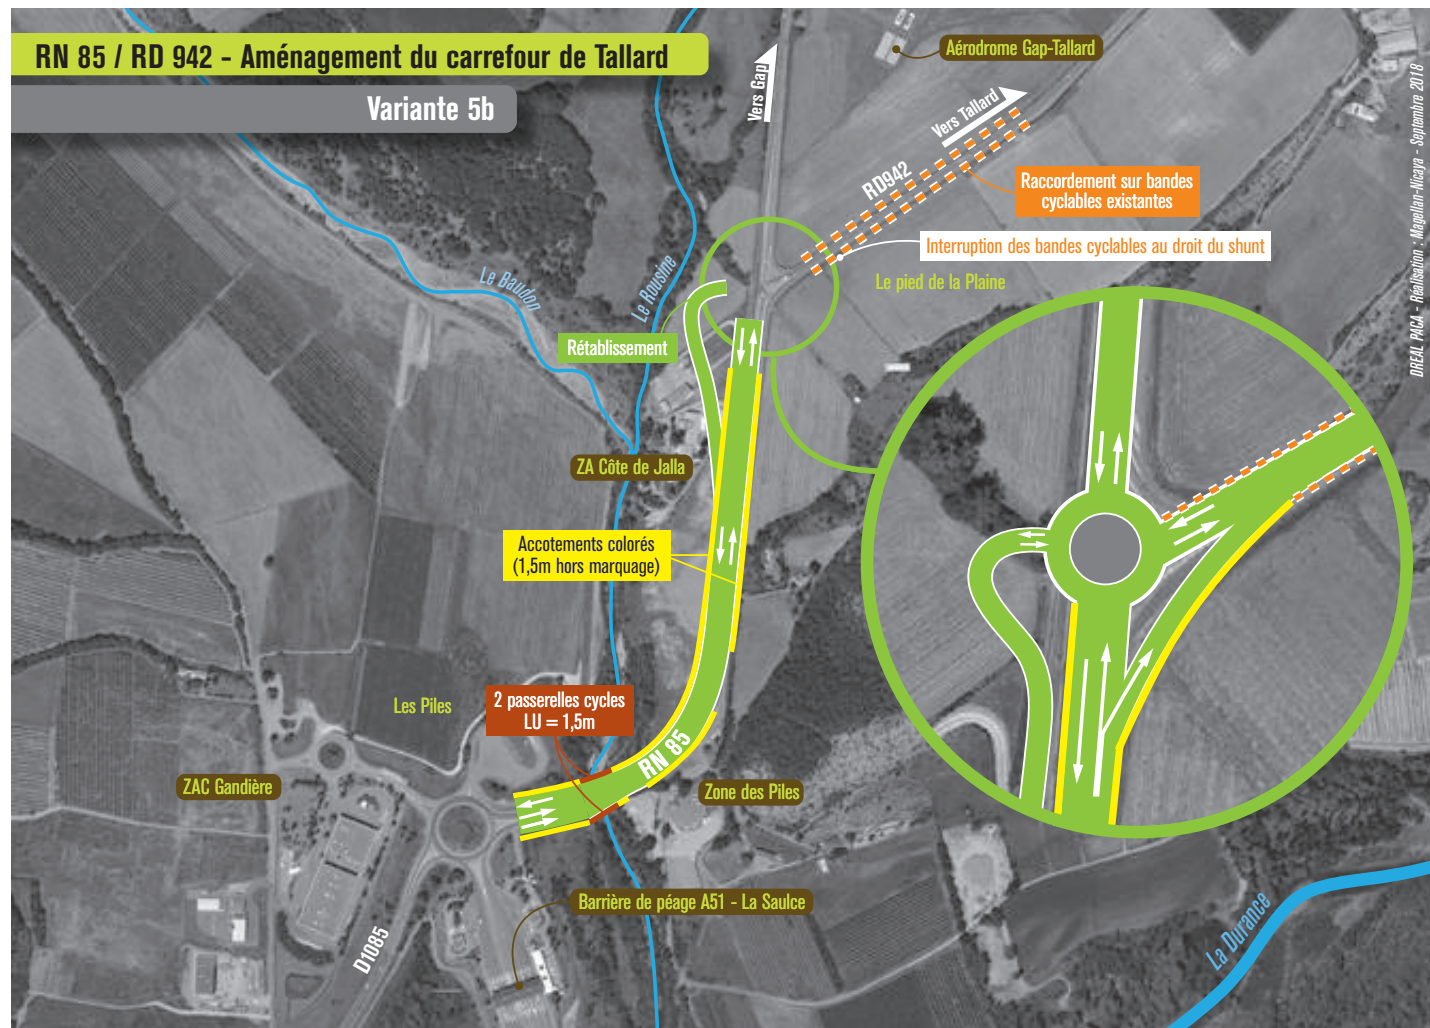 RN 85 / RD 942 - Aménagement du carrefour de Tallard
Variante 5b
Aérodrome Gap-Tallard
Vers Gap
Vers Tallard
RD942
Raccordement sur bandes
cyclables existantes
Interruption des bandes cyclables au droit du shunt
Le pied de la Plaine
DREAL PACA - Réalisation : Magellan-Nicaya - Septembre 2018
Le Baudon
Le Rousine
Rétablissement
ZA Côte de Jalla
Accotements colorés
(1,5m hors marquage)
Les Piles
2 passerelles cycles
LU = 1,5m
RN 85
ZAC Gandière
Zone des Piles
Barrière de péage A51 - La Saulce
D1085
La Durance